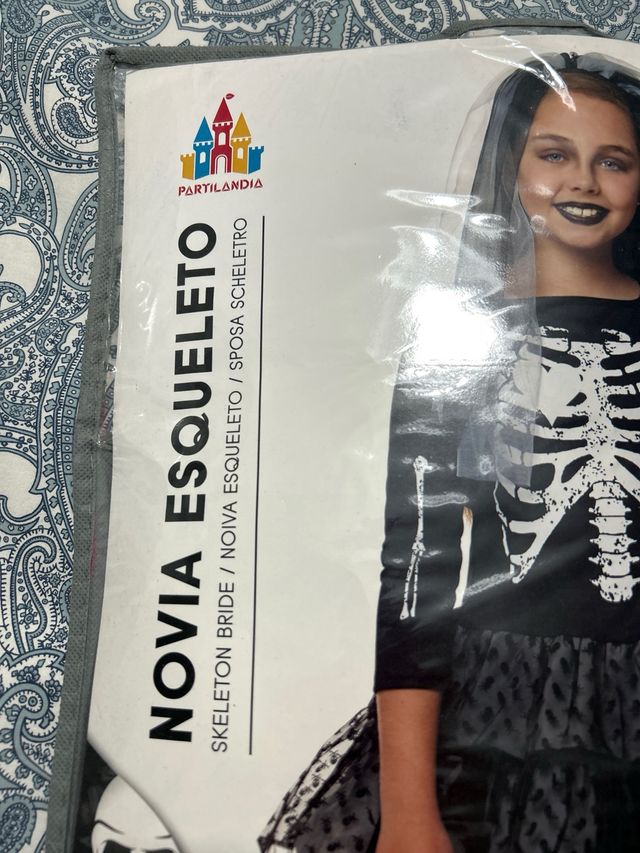 PARTILANDIA
NOVIA ESQUELETO
SKELETON BRIDE / NOIVA ESQUELETO / SPOSA SCHELETRO